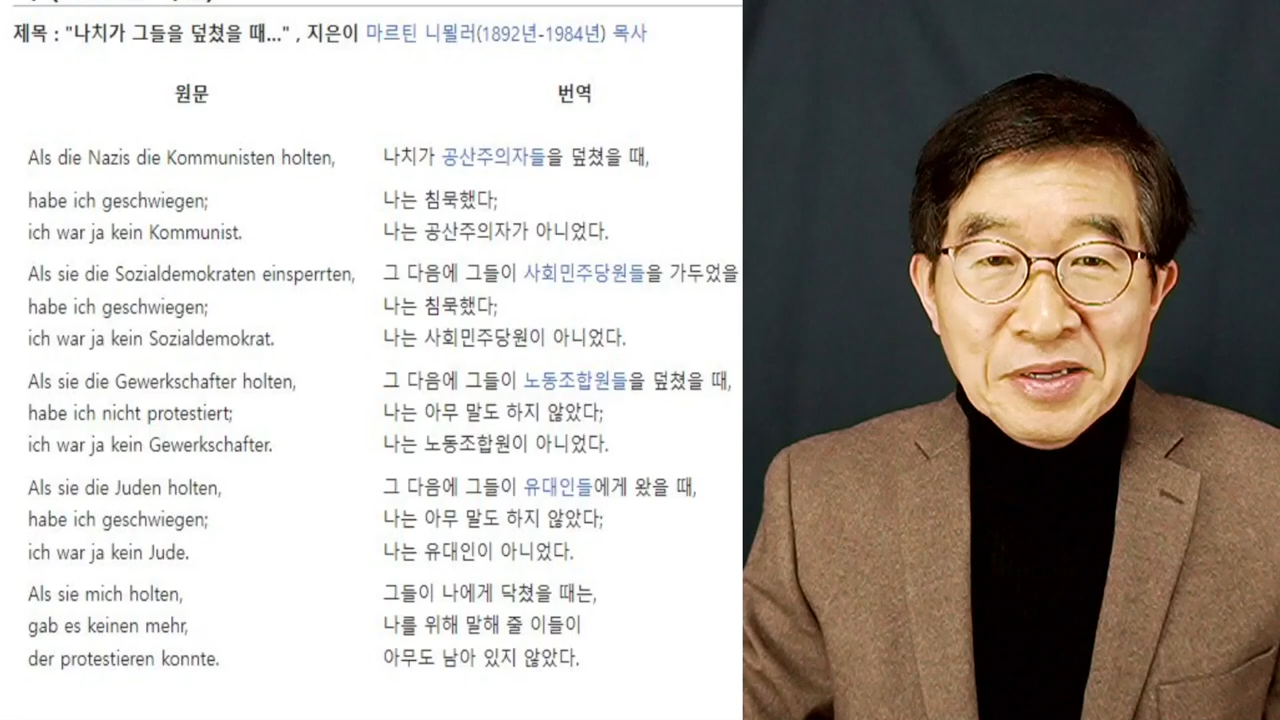 제목 : "나치가 그들을 덮쳤을 때..." , 지은이 마르틴 니묄러(1892년-1984년) 목사
원문
번역
Als die Nazis die Kommunisten holten,
habe ich geschwiegen;
ich war ja kein Kommunist.
Als sie die Sozialdemokraten einsperrten,
habe ich geschwiegen;
ich war ja kein Sozialdemokrat.
Als sie die Gewerkschafter holten,
habe ich nicht protestiert;
ich war ja kein Gewerkschafter.
Als sie die Juden holten,
habe ich geschwiegen;
ich war ja kein Jude.
Als sie mich holten,
gab es keinen mehr,
der protestieren konnte.
나치가 공산주의자들을 덮쳤을 때,
나는 침묵했다;
나는 공산주의자가 아니었다.
그 다음에 그들이 사회민주당원들을 가두었을
나는 침묵했다;
나는 사회민주당원이 아니었다.
그 다음에 그들이 노동조합원들을 덮쳤을 때,
나는 아무 말도 하지 않았다;
나는 노동조합원이 아니었다.
그 다음에 그들이 유대인들에게 왔을 때,
나는 아무 말도 하지 않았다;
나는 유대인이 아니었다.
그들이 나에게 닥쳤을 때는,
나를 위해 말해 줄 이들이
아무도 남아 있지 않았다.